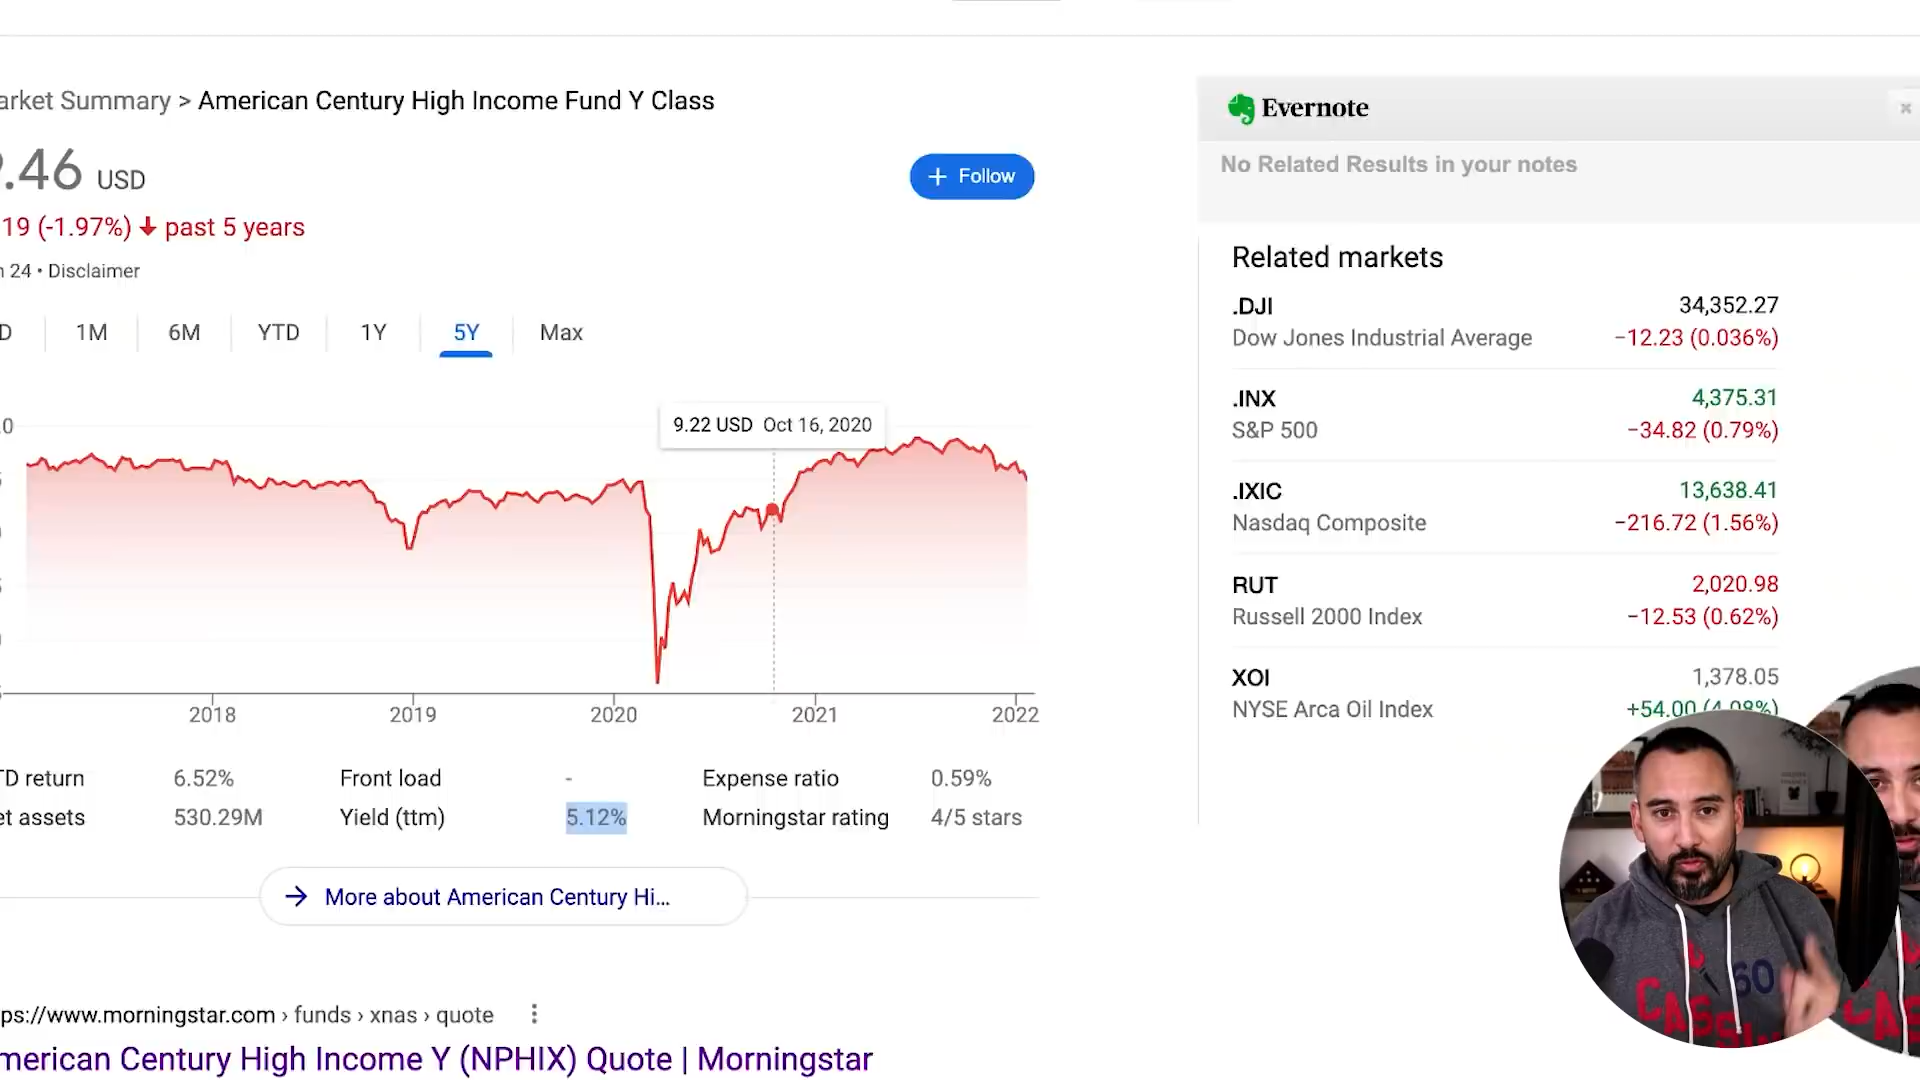 arket Summary > American Century High Income Fund Y Class
.46 USD
19 (-1.97%) ↓ past 5 years
24 • Disclaimer
+ Follow
D 1M 6M YTD 1Y 5Y Max
9.22 USD Oct 16, 2020
2018 2019 2020 2021 2022
TD return 6.52% Front load - Expense ratio 0.59%
et assets 530.29M Yield (ttm) 5.12% Morningstar rating 4/5 stars
→ More about American Century Hi...
ps://www.morningstar.com › funds › xnas › quote
merican Century High Income Y (NPHIX) Quote | Morningstar
Evernote
No Related Results in your notes
Related markets
.DJI 34,352.27
Dow Jones Industrial Average −12.23 (0.036%)
.INX 4,375.31
S&P 500 −34.82 (0.79%)
.IXIC 13,638.41
Nasdaq Composite −216.72 (1.56%)
RUT 2,020.98
Russell 2000 Index −12.53 (0.62%)
XOI 1,378.05
NYSE Arca Oil Index +54.00 (4.08%)
60